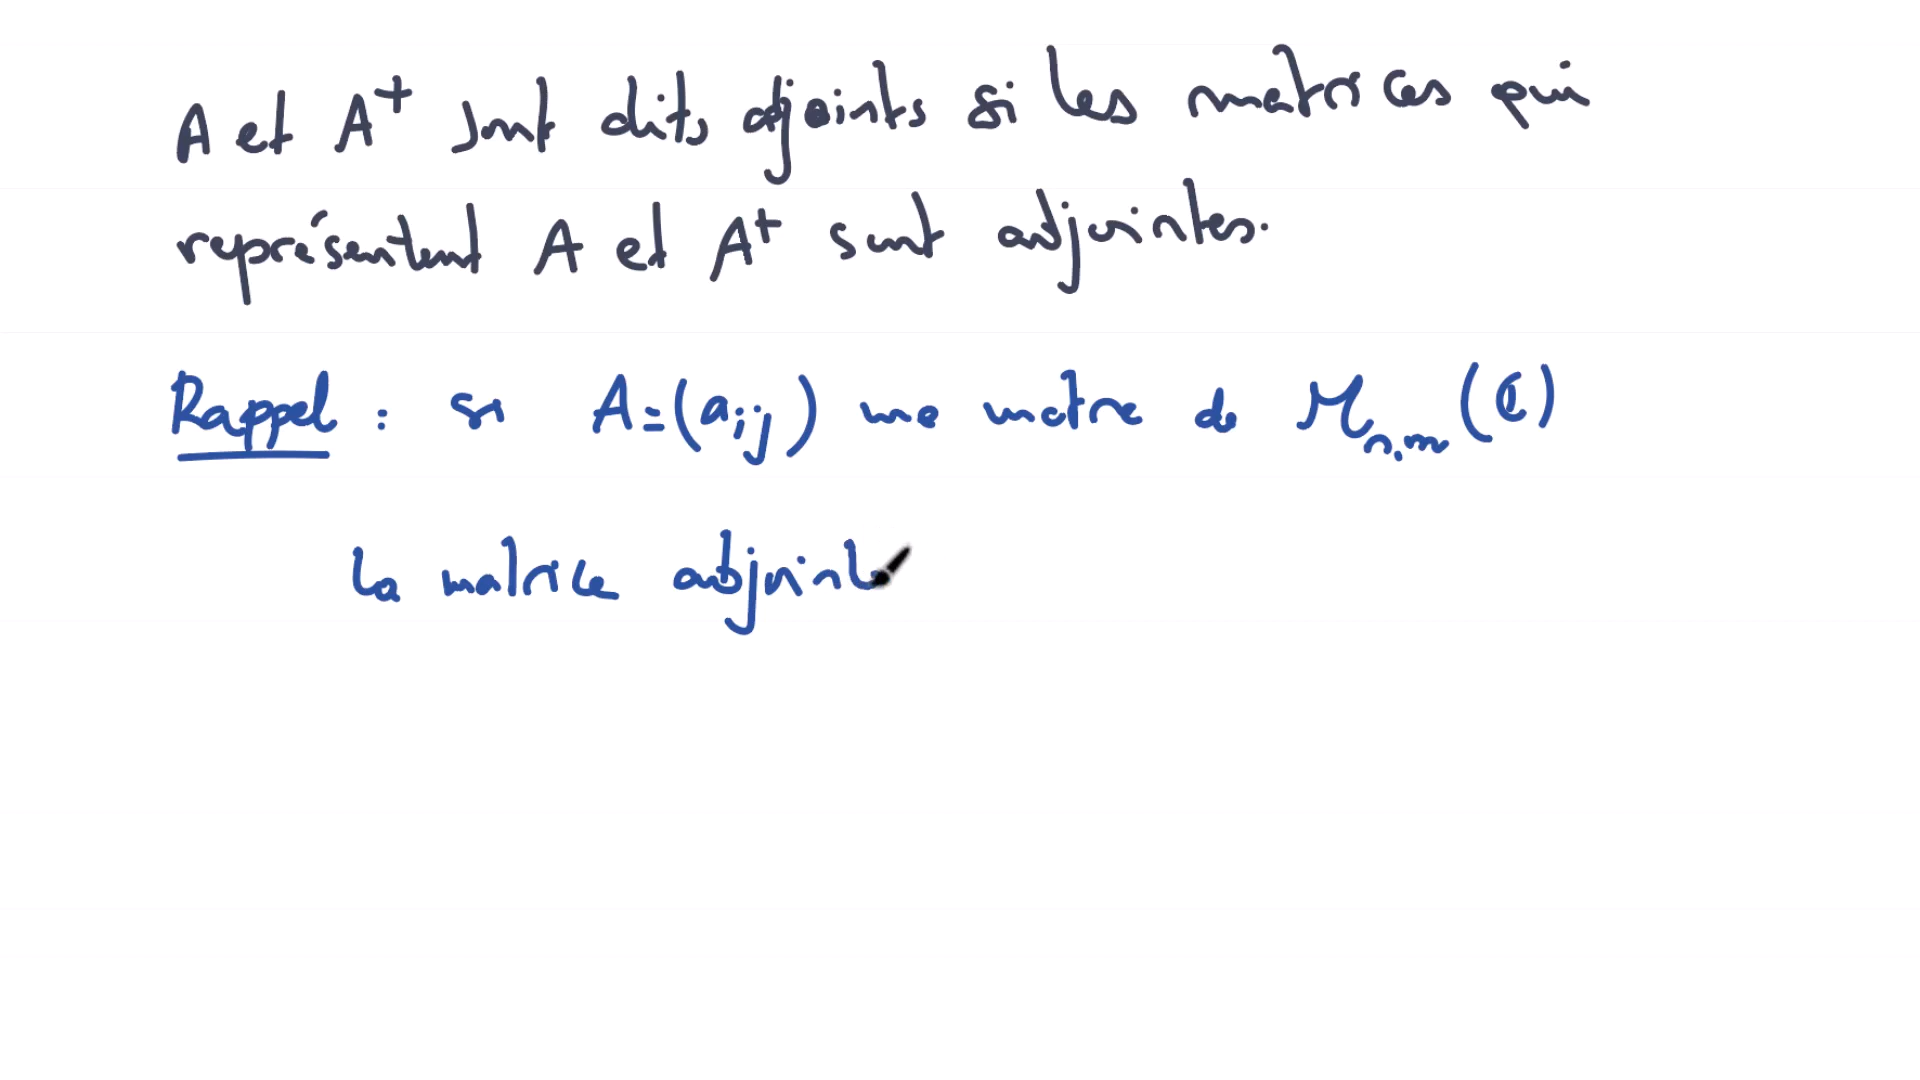 A et A⁺ sont dits adjoints si les matrices qui
représentent A et A⁺ sunt adjointes.
Rappel : si A=(aᵢⱼ) une matrice de Mₙ,ₘ(ℂ)
la matrice adjointe